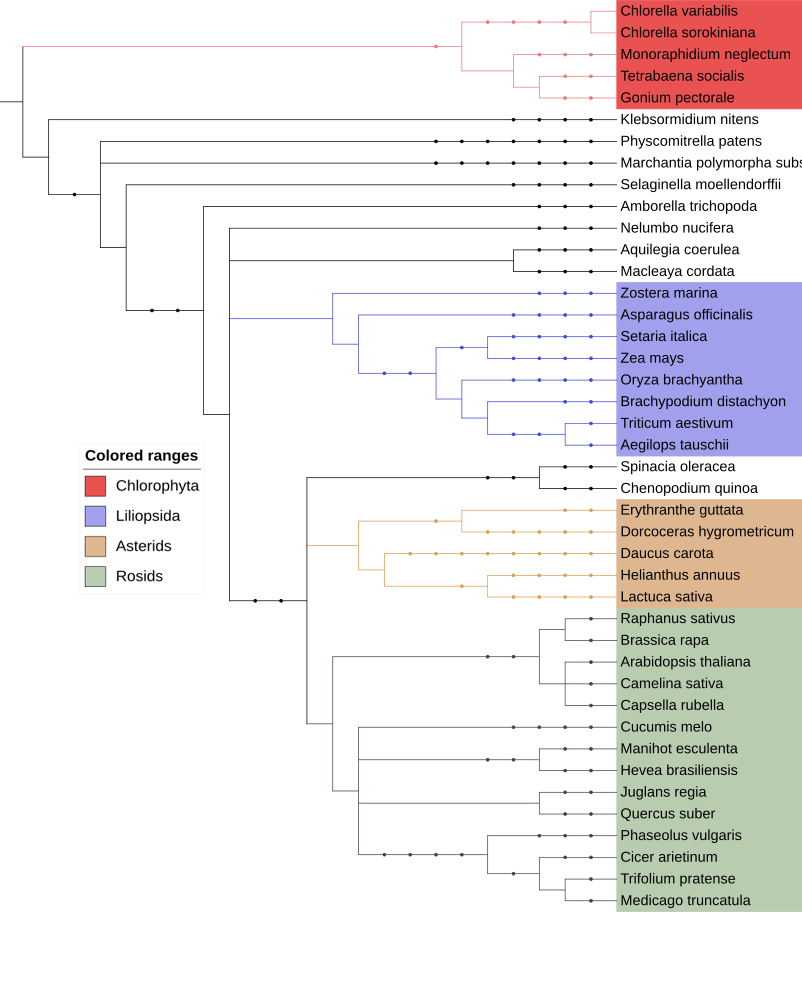 Chlorella variabilis
Chlorella sorokiniana
Monoraphidium neglectum
Tetrabaena socialis
Gonium pectorale
Klebsormidium nitens
Physcomitrella patens
Marchantia polymorpha subs
Selaginella moellendorffii
Amborella trichopoda
Nelumbo nucifera
Aquilegia coerulea
Macleaya cordata
Zostera marina
Asparagus officinalis
Setaria italica
Zea mays
Oryza brachyantha
Brachypodium distachyon
Triticum aestivum
Aegilops tauschii
Spinacia oleracea
Chenopodium quinoa
Erythranthe guttata
Dorcoceras hygrometricum
Daucus carota
Helianthus annuus
Lactuca sativa
Raphanus sativus
Brassica rapa
Arabidopsis thaliana
Camelina sativa
Capsella rubella
Cucumis melo
Manihot esculenta
Hevea brasiliensis
Juglans regia
Quercus suber
Phaseolus vulgaris
Cicer arietinum
Trifolium pratense
Medicago truncatula
Colored ranges
Chlorophyta
Liliopsida
Asterids
Rosids